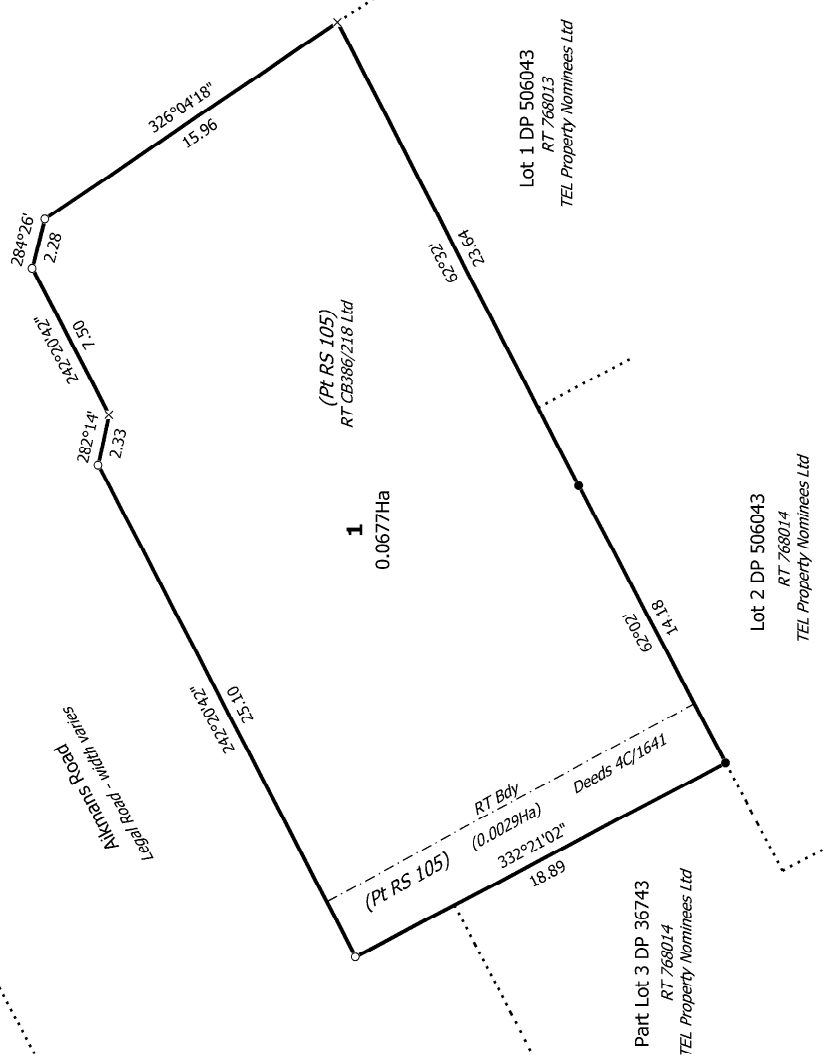 326°04'18"
15.96
284°26'
2.28
242°20'42"
7.50
282°14'
2.33
242°20'42"
25.10
62°32'
23.64
62°02'
14.18
332°21'02"
18.89
Lot 1 DP 506043
RT 768013
TEL Property Nominees Ltd
(Pt RS 105)
RT CB386/218 Ltd
1
0.0677Ha
Lot 2 DP 506043
RT 768014
TEL Property Nominees Ltd
Aikmans Road
Legal Road - width varies
RT Bdy
(Pt RS 105)
(0.0029Ha)
Deeds 4C/1641
Part Lot 3 DP 36743
RT 768014
TEL Property Nominees Ltd